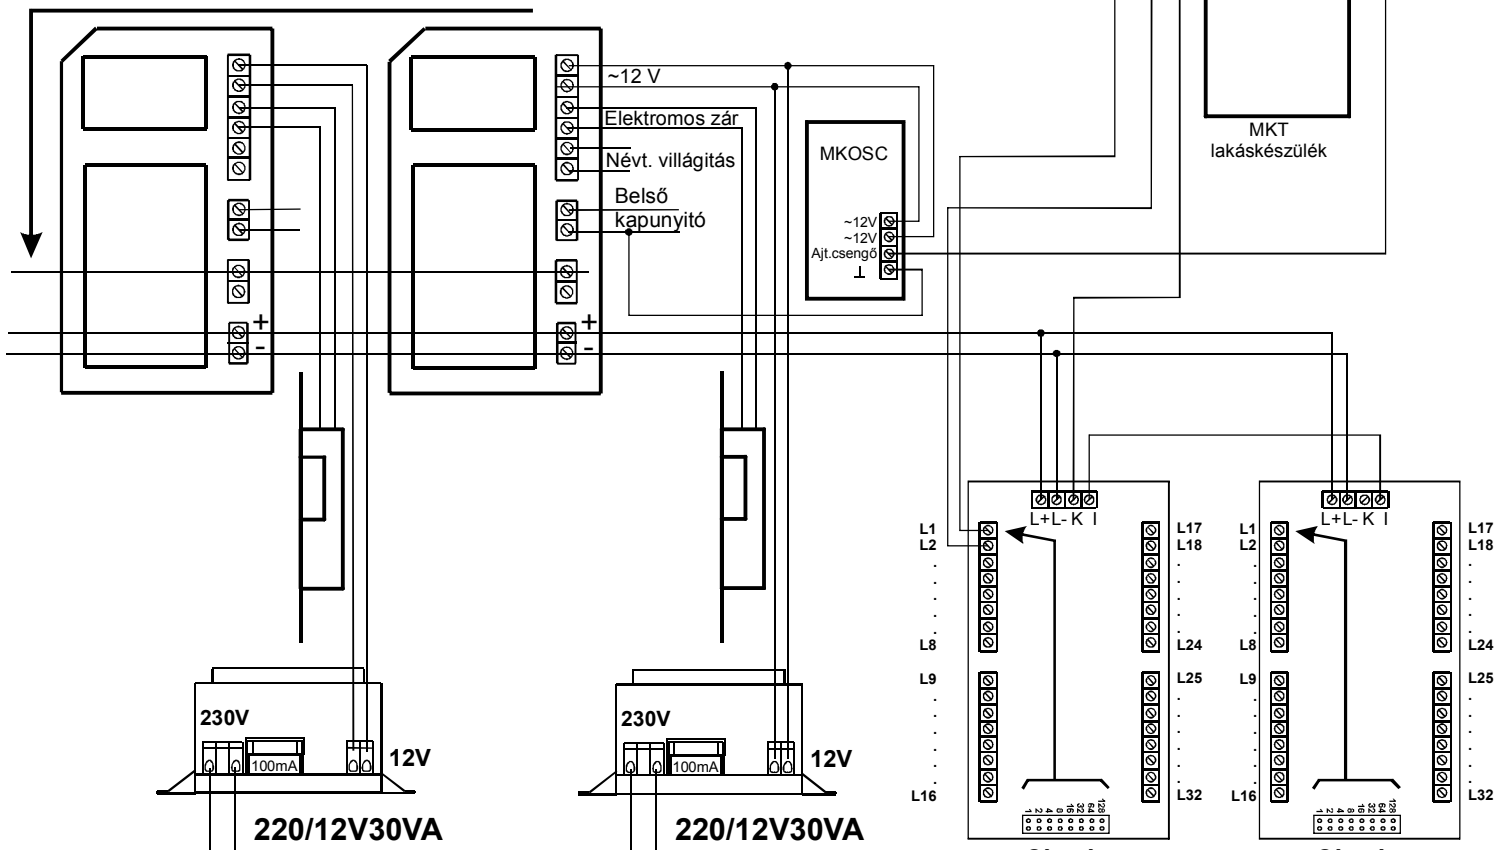 ~12 V
Elektromos zár
Névt. villágitás
Belső
kapunyitó
+
-
+
-
MKOSC
~12V
~12V
Ajt.csengő
MKT
lakáskészülék
L+L- K I
L1
L2
.
.
.
.
.
L8
L9
.
.
.
.
.
.
L16
L17
L18
.
.
.
.
.
L24
L25
.
.
.
.
.
.
L32
1 2 4 8 16 32 64 128
L+L- K I
L1
L2
.
.
.
.
.
L8
L9
.
.
.
.
.
.
L16
L17
L18
.
.
.
.
.
L24
L25
.
.
.
.
.
.
L32
1 2 4 8 16 32 64 128
230V
100mA
12V
220/12V30VA
230V
100mA
12V
220/12V30VA